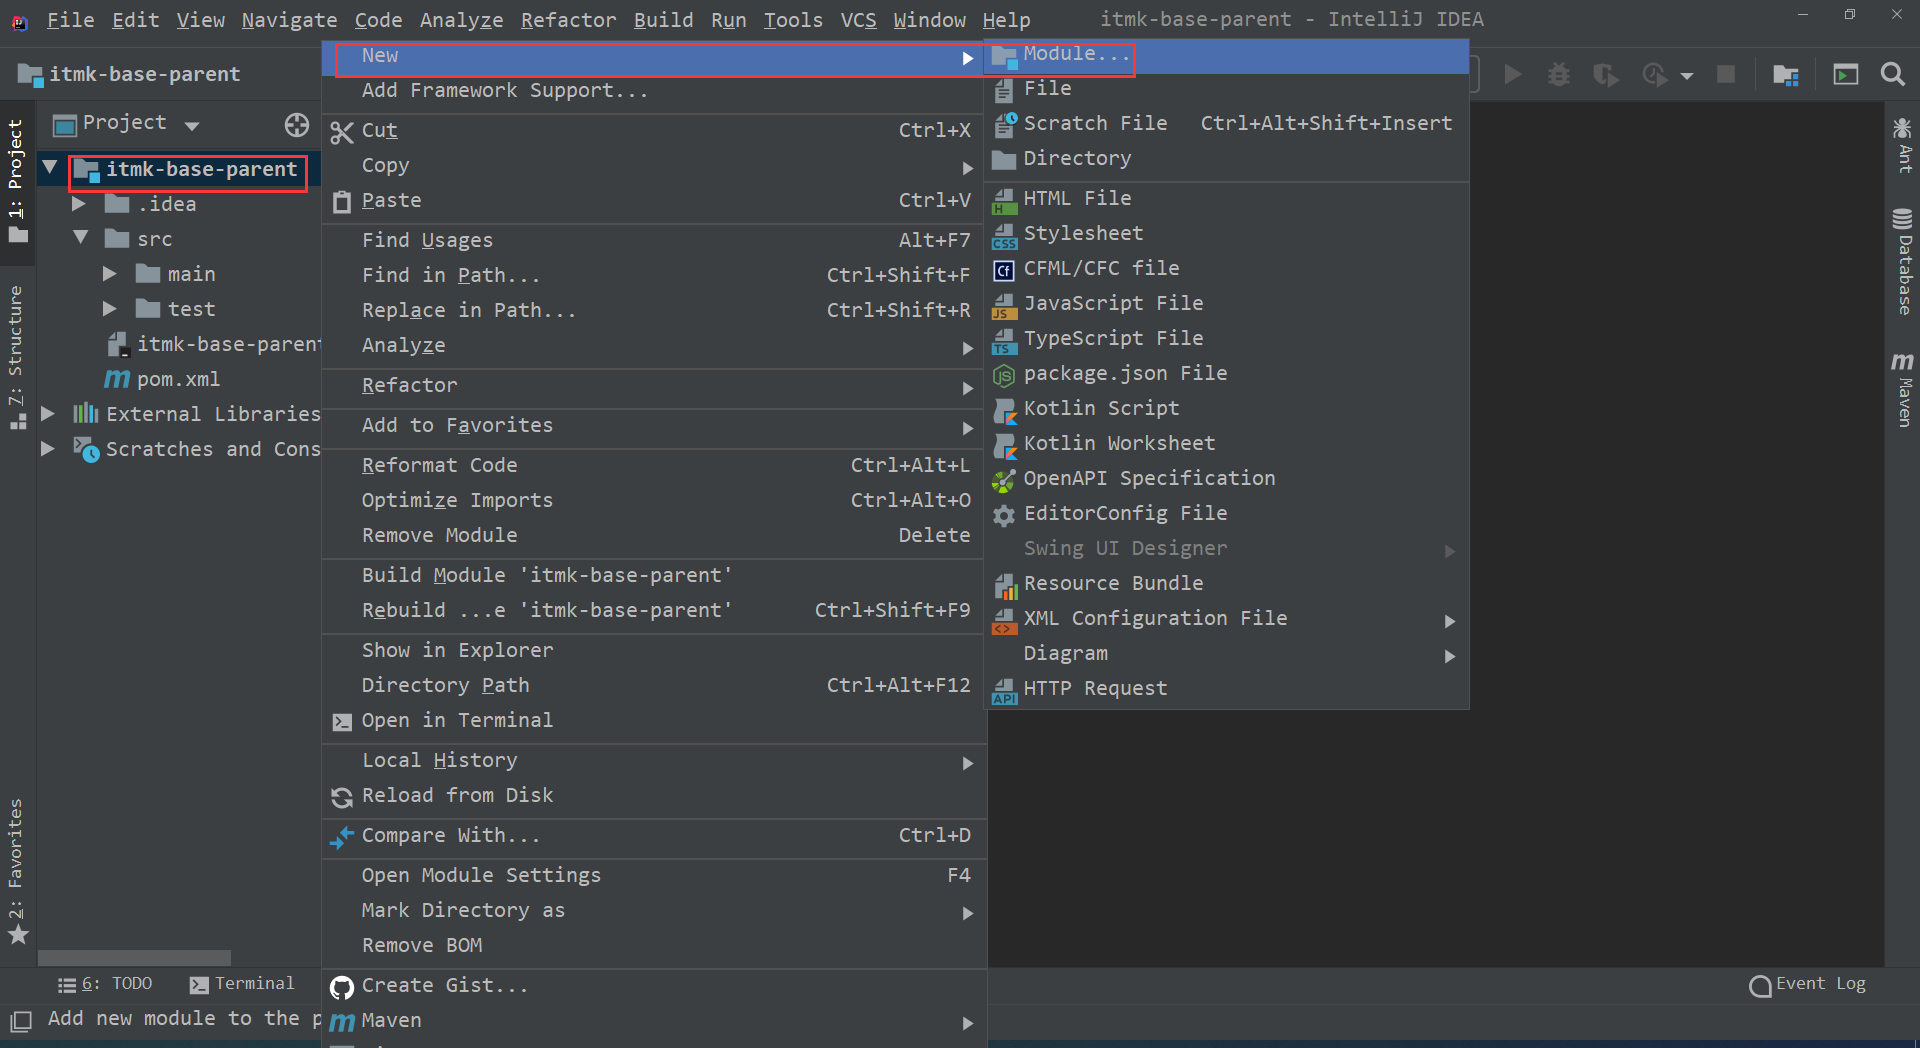 File Edit View Navigate Code Analyze Refactor Build Run Tools VCS Window Help itmk-base-parent - IntelliJ IDEA
itmk-base-parent
Project
itmk-base-parent
.idea
src
main
test
itmk-base-parent
pom.xml
External Libraries
Scratches and Cons
1: Project
7: Structure
2: Favorites
New
Add Framework Support...
Cut Ctrl+X
Copy
Paste Ctrl+V
Find Usages Alt+F7
Find in Path... Ctrl+Shift+F
Replace in Path... Ctrl+Shift+R
Analyze
Refactor
Add to Favorites
Reformat Code Ctrl+Alt+L
Optimize Imports Ctrl+Alt+O
Remove Module Delete
Build Module 'itmk-base-parent'
Rebuild ...e 'itmk-base-parent' Ctrl+Shift+F9
Show in Explorer
Directory Path Ctrl+Alt+F12
Open in Terminal
Local History
Reload from Disk
Compare With... Ctrl+D
Open Module Settings F4
Mark Directory as
Remove BOM
Create Gist...
Maven
Module...
File
Scratch File Ctrl+Alt+Shift+Insert
Directory
HTML File
Stylesheet
CFML/CFC file
JavaScript File
TypeScript File
package.json File
Kotlin Script
Kotlin Worksheet
OpenAPI Specification
EditorConfig File
Swing UI Designer
Resource Bundle
XML Configuration File
Diagram
HTTP Request
Ant
Database
Maven
6: TODO Terminal Event Log
Add new module to the p